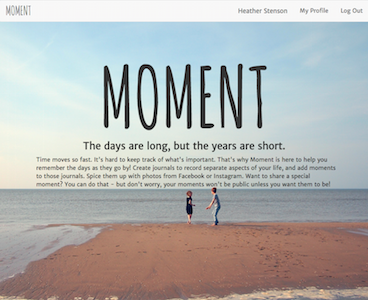 MOMENT
Heather Stenson My Profile Log Out
MOMENT
The days are long, but the years are short.
Time moves so fast. It's hard to keep track of what's important. That's why Moment is here to help you
remember the days as they go by! Create journals to record separate aspects of your life, and add moments
to those journals. Spice them up with photos from Facebook or Instagram. Want to share a special
moment? You can do that – but don't worry, your moments won't be public unless you want them to be!